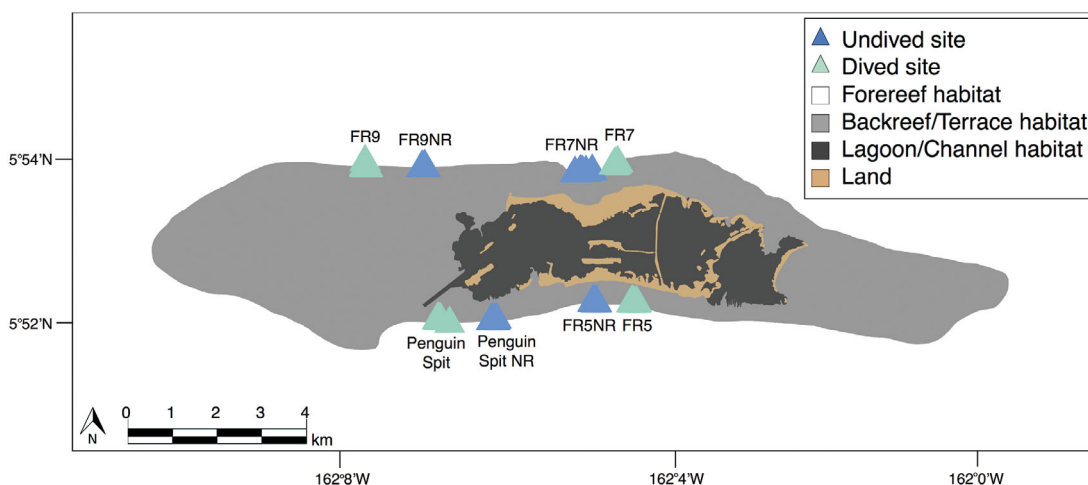 Undived site
Dived site
Forereef habitat
Backreef/Terrace habitat
Lagoon/Channel habitat
Land
FR9
FR9NR
FR7NR
FR7
5°54'N
5°52'N
Penguin
Spit
Penguin
Spit NR
FR5NR
FR5
0 1 2 3 4
km
N
162°8'W
162°4'W
162°0'W